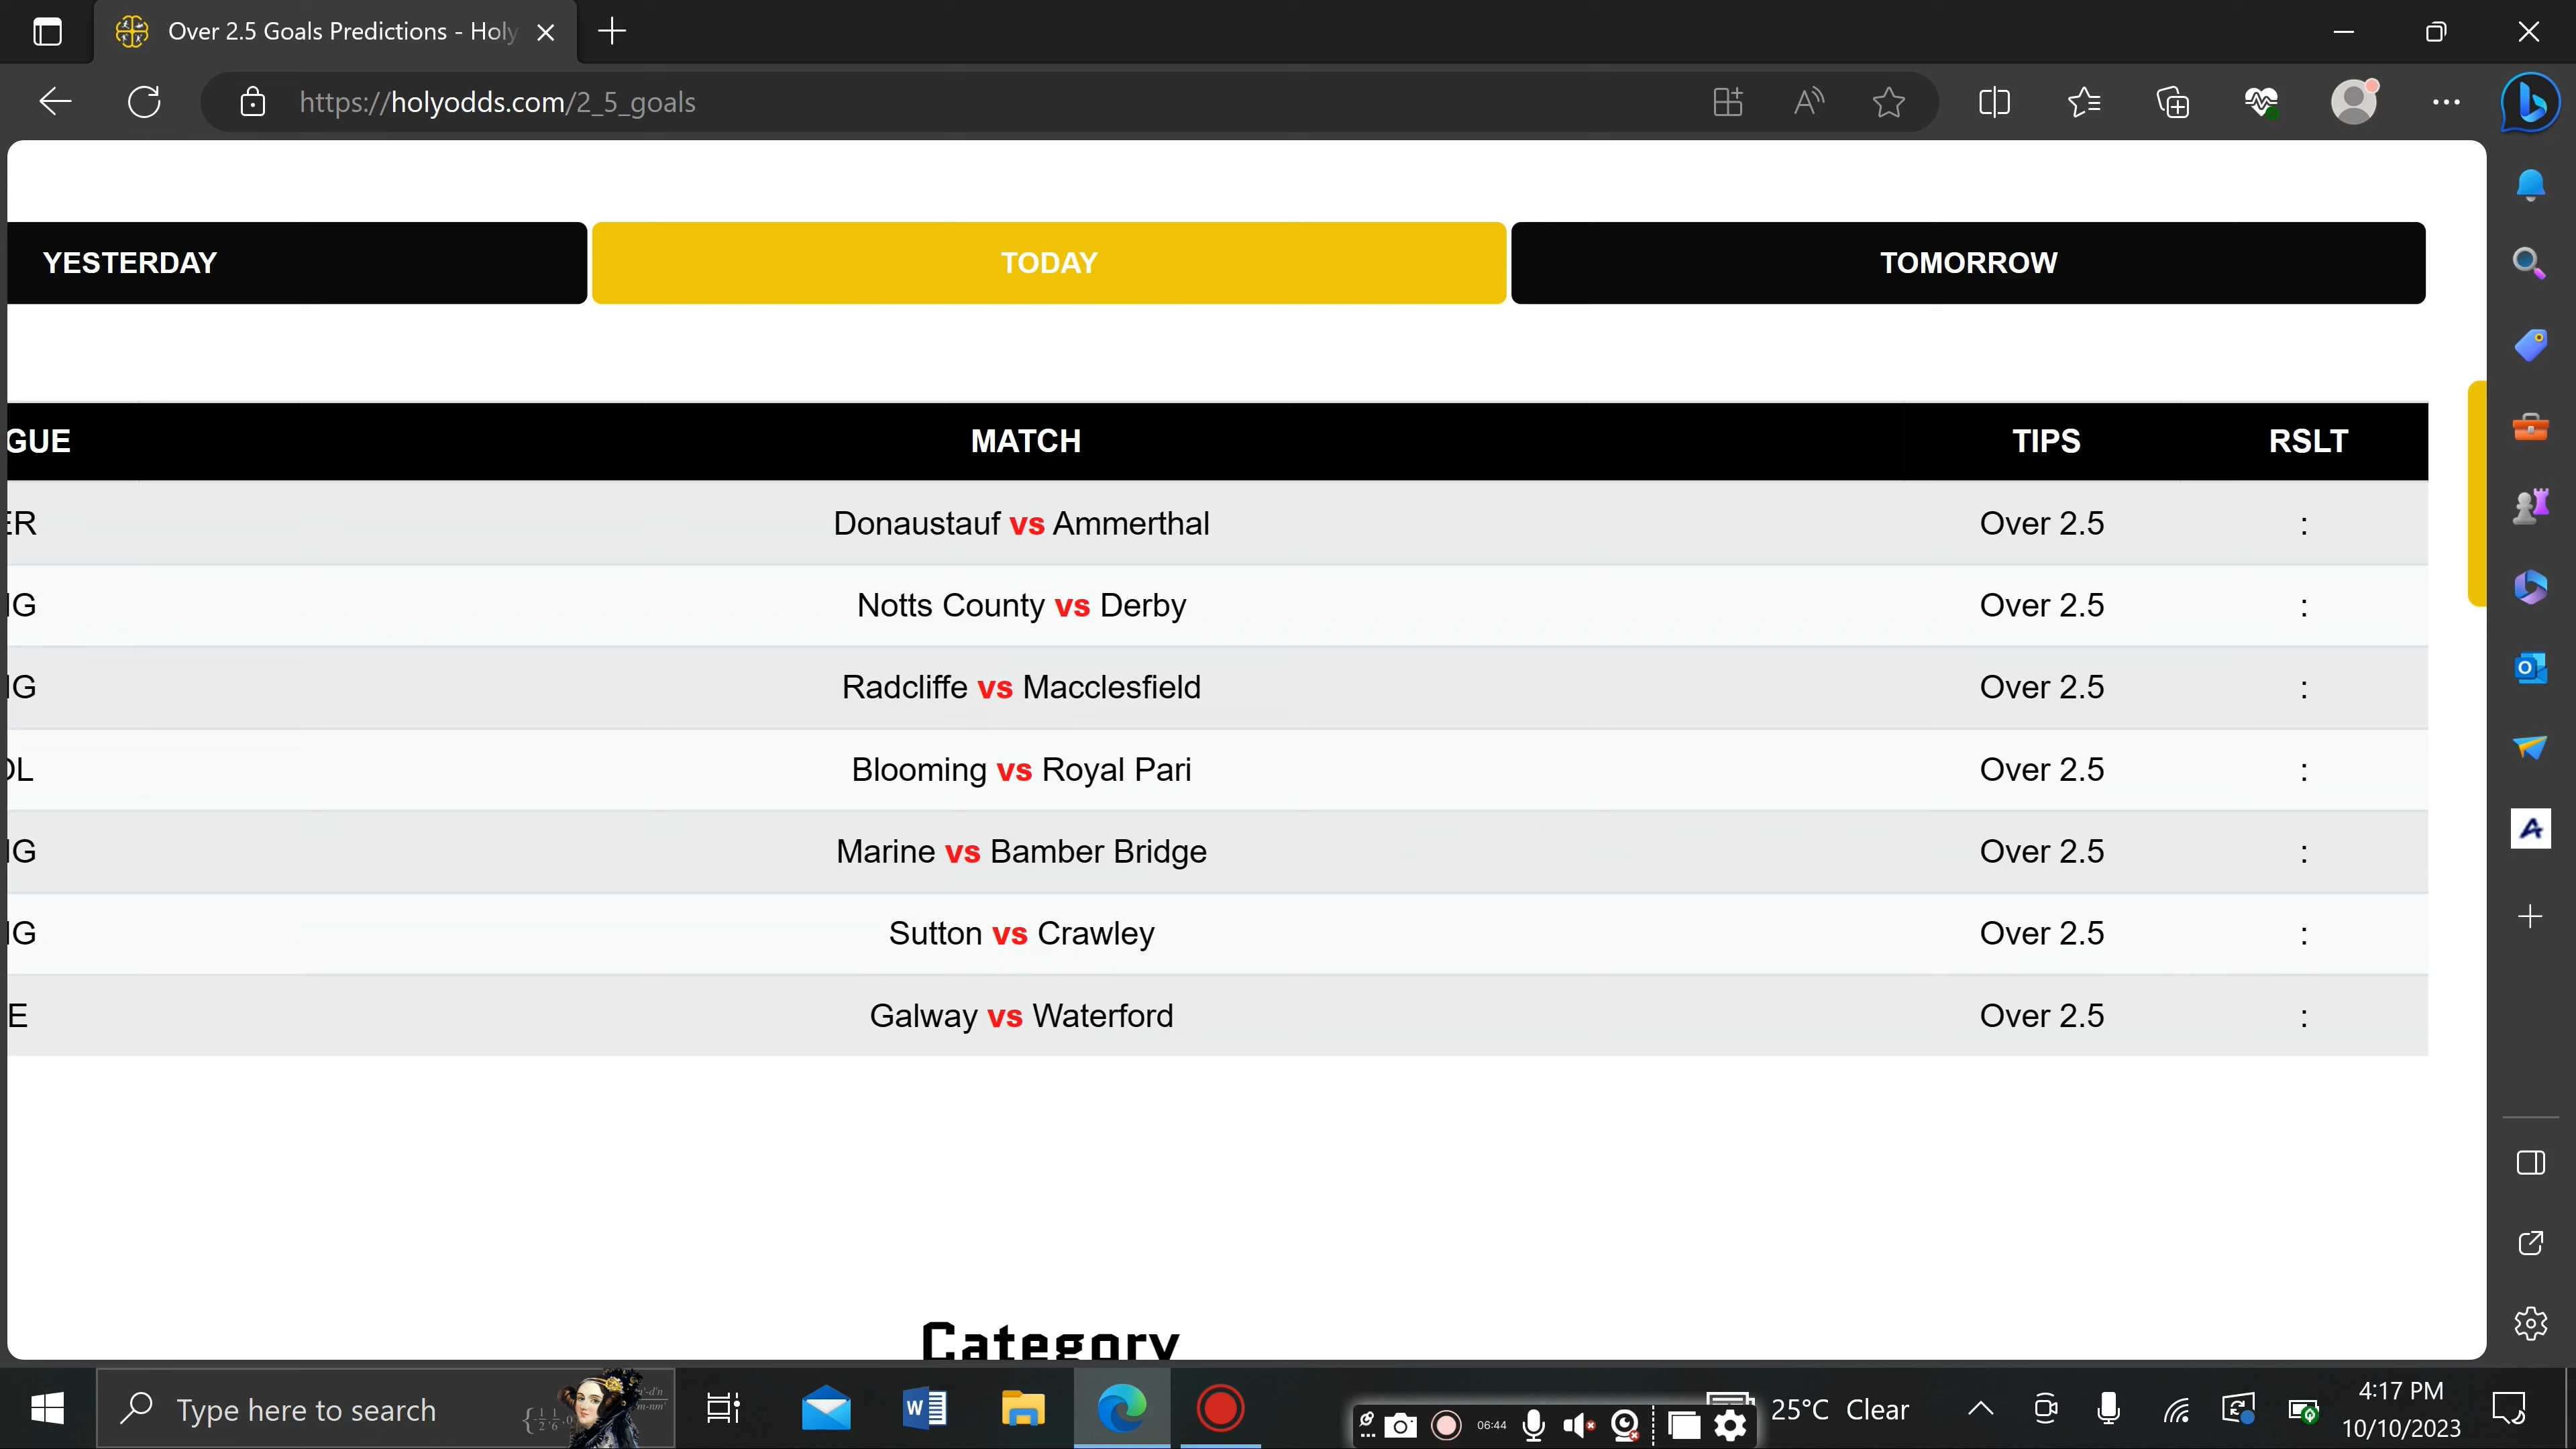 Over 2.5 Goals Predictions - Holy
https://holyodds.com/2_5_goals
YESTERDAY TODAY TOMORROW
GUE MATCH TIPS RSLT
ER Donaustauf vs Ammerthal Over 2.5 :
IG Notts County vs Derby Over 2.5 :
IG Radcliffe vs Macclesfield Over 2.5 :
OL Blooming vs Royal Pari Over 2.5 :
IG Marine vs Bamber Bridge Over 2.5 :
IG Sutton vs Crawley Over 2.5 :
E Galway vs Waterford Over 2.5 :
Category
Type here to search
06:44
25°C Clear
4:17 PM
10/10/2023